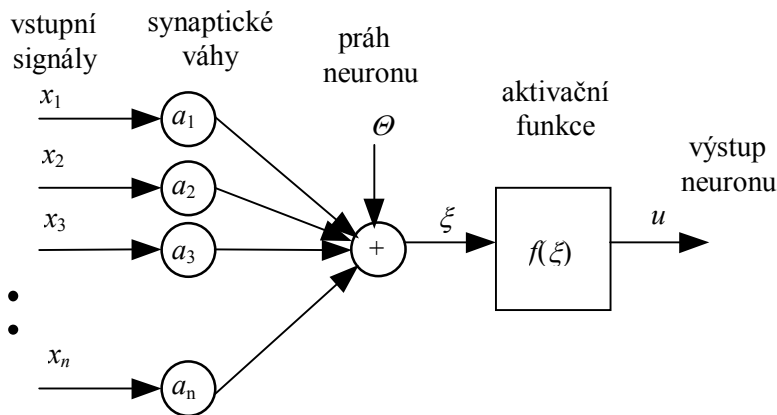 vstupní
signály
synaptické
váhy
práh
neuronu
aktivační
funkce
výstup
neuronu
x1
a1
x2
a2
x3
a3
xn
an
Θ
+
ξ
f(ξ)
u